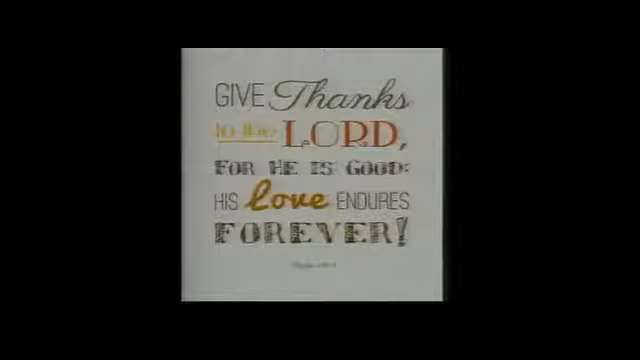 GIVE Thanks
to the LORD,
FOR HE IS GOOD:
HIS love ENDURES
FOREVER!